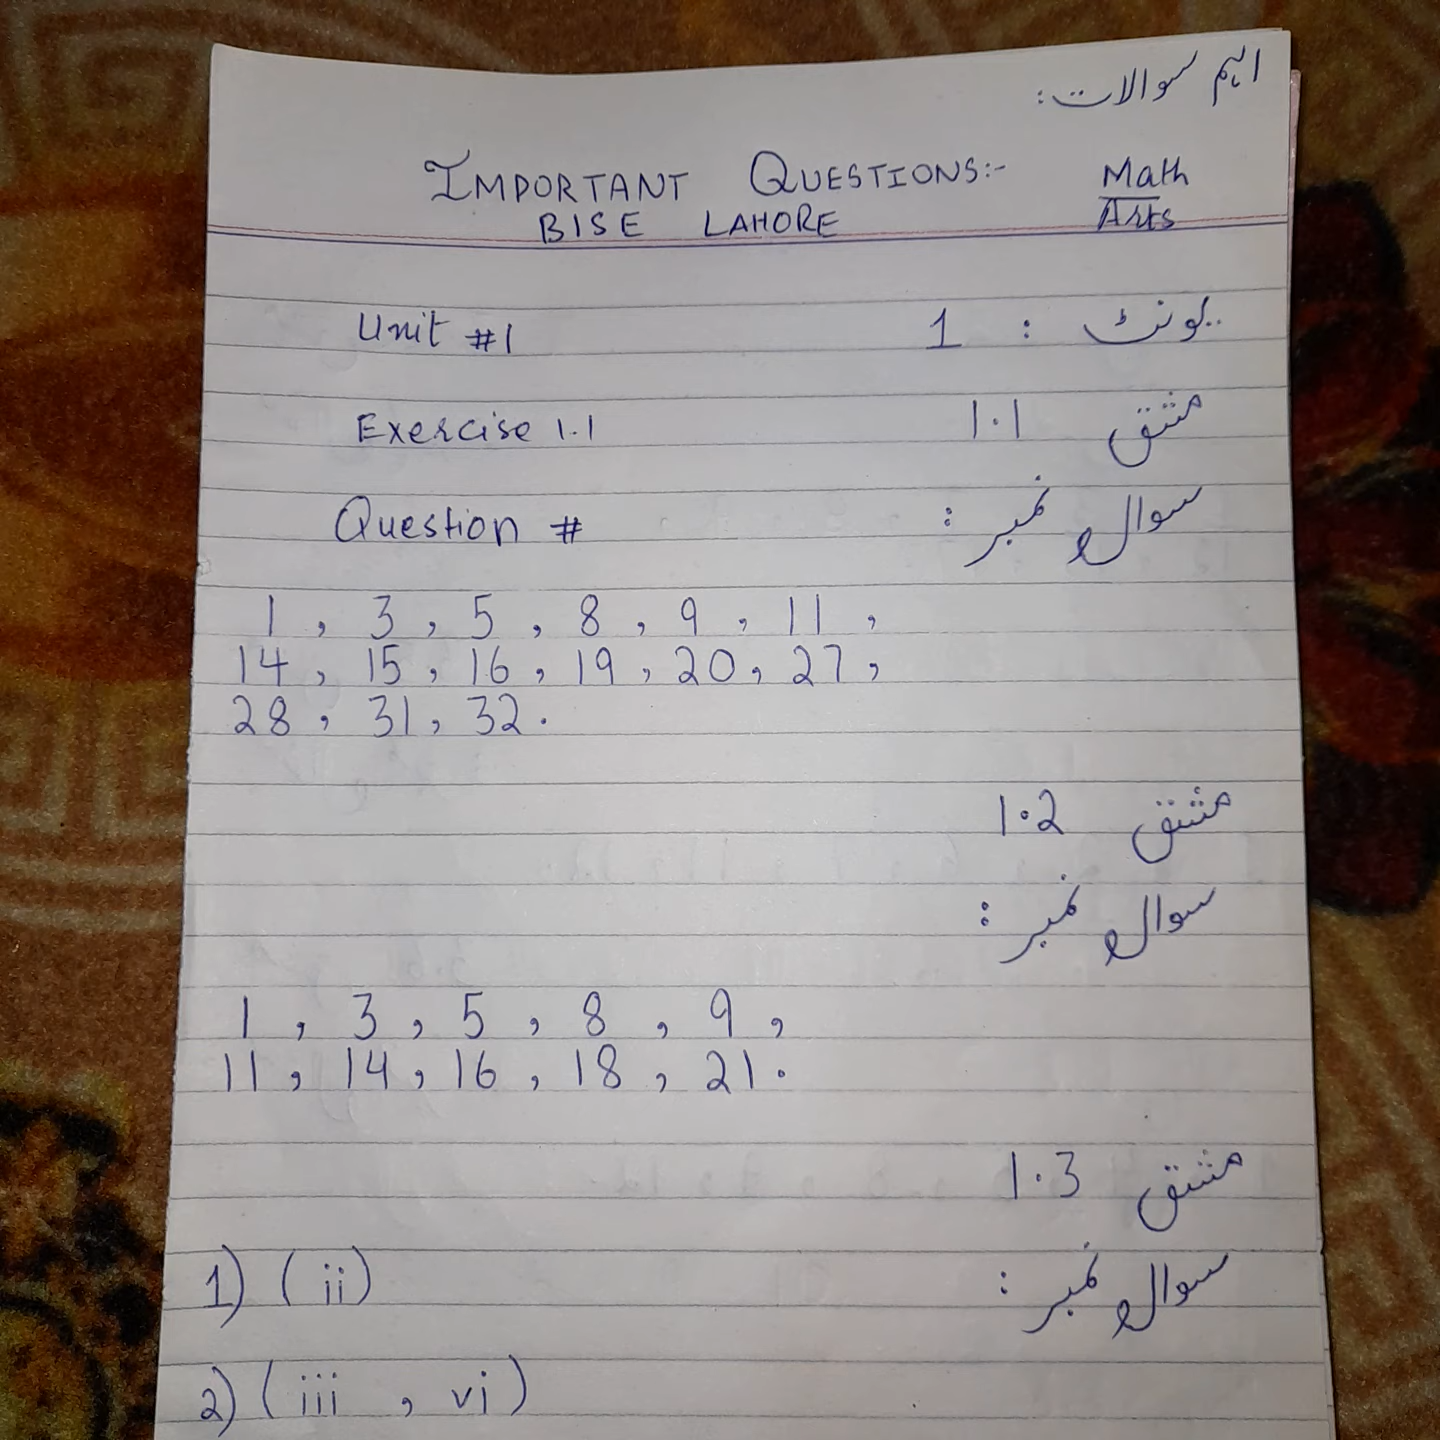 اہم سوالات:
IMPORTANT QUESTIONS:- Math
BISE LAHORE Arts
Unit #1 یونٹ : 1
Exercise 1.1 مشق 1.1
Question # سوال نمبر :
1, 3, 5, 8, 9, 11,
14, 15, 16, 19, 20, 27,
28, 31, 32.
مشق 1.2
سوال نمبر :
1, 3, 5, 8, 9,
11, 14, 16, 18, 21.
مشق 1.3
سوال نمبر :
1) (ii)
2) (iii, vi)